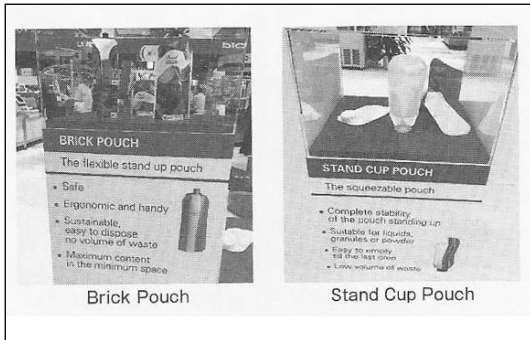 BRICK POUCH
The flexible stand up pouch
Safe
Ergonomic and handy
Sustainable,
easy to dispose
no volume of waste
Maximum content
in the minimum space
Brick Pouch
STAND CUP POUCH
The squeezable pouch
Complete stability
of the pouch standing up
Suitable for liquids,
granules or powder
Easy to empty
till the last drop
Low volume of waste
Stand Cup Pouch